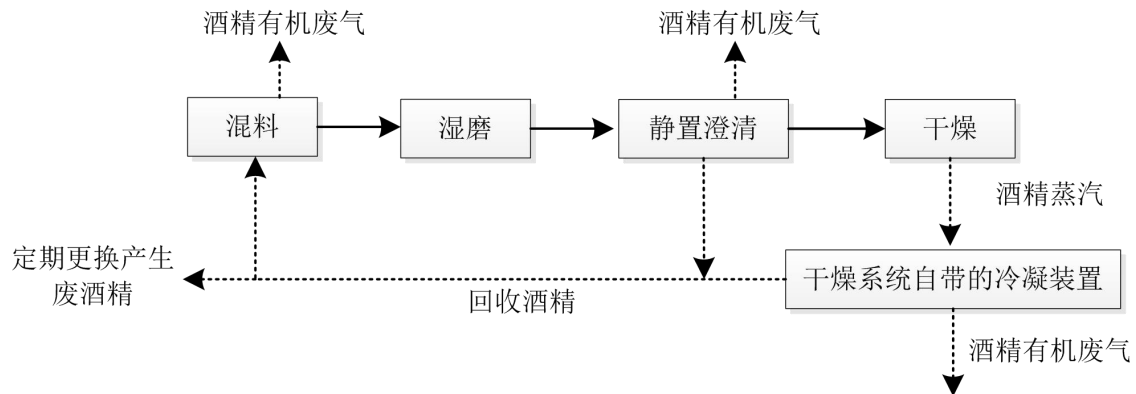 酒精有机废气
酒精有机废气
混料
湿磨
静置澄清
干燥
酒精蒸汽
定期更换产生
废酒精
回收酒精
干燥系统自带的冷凝装置
酒精有机废气